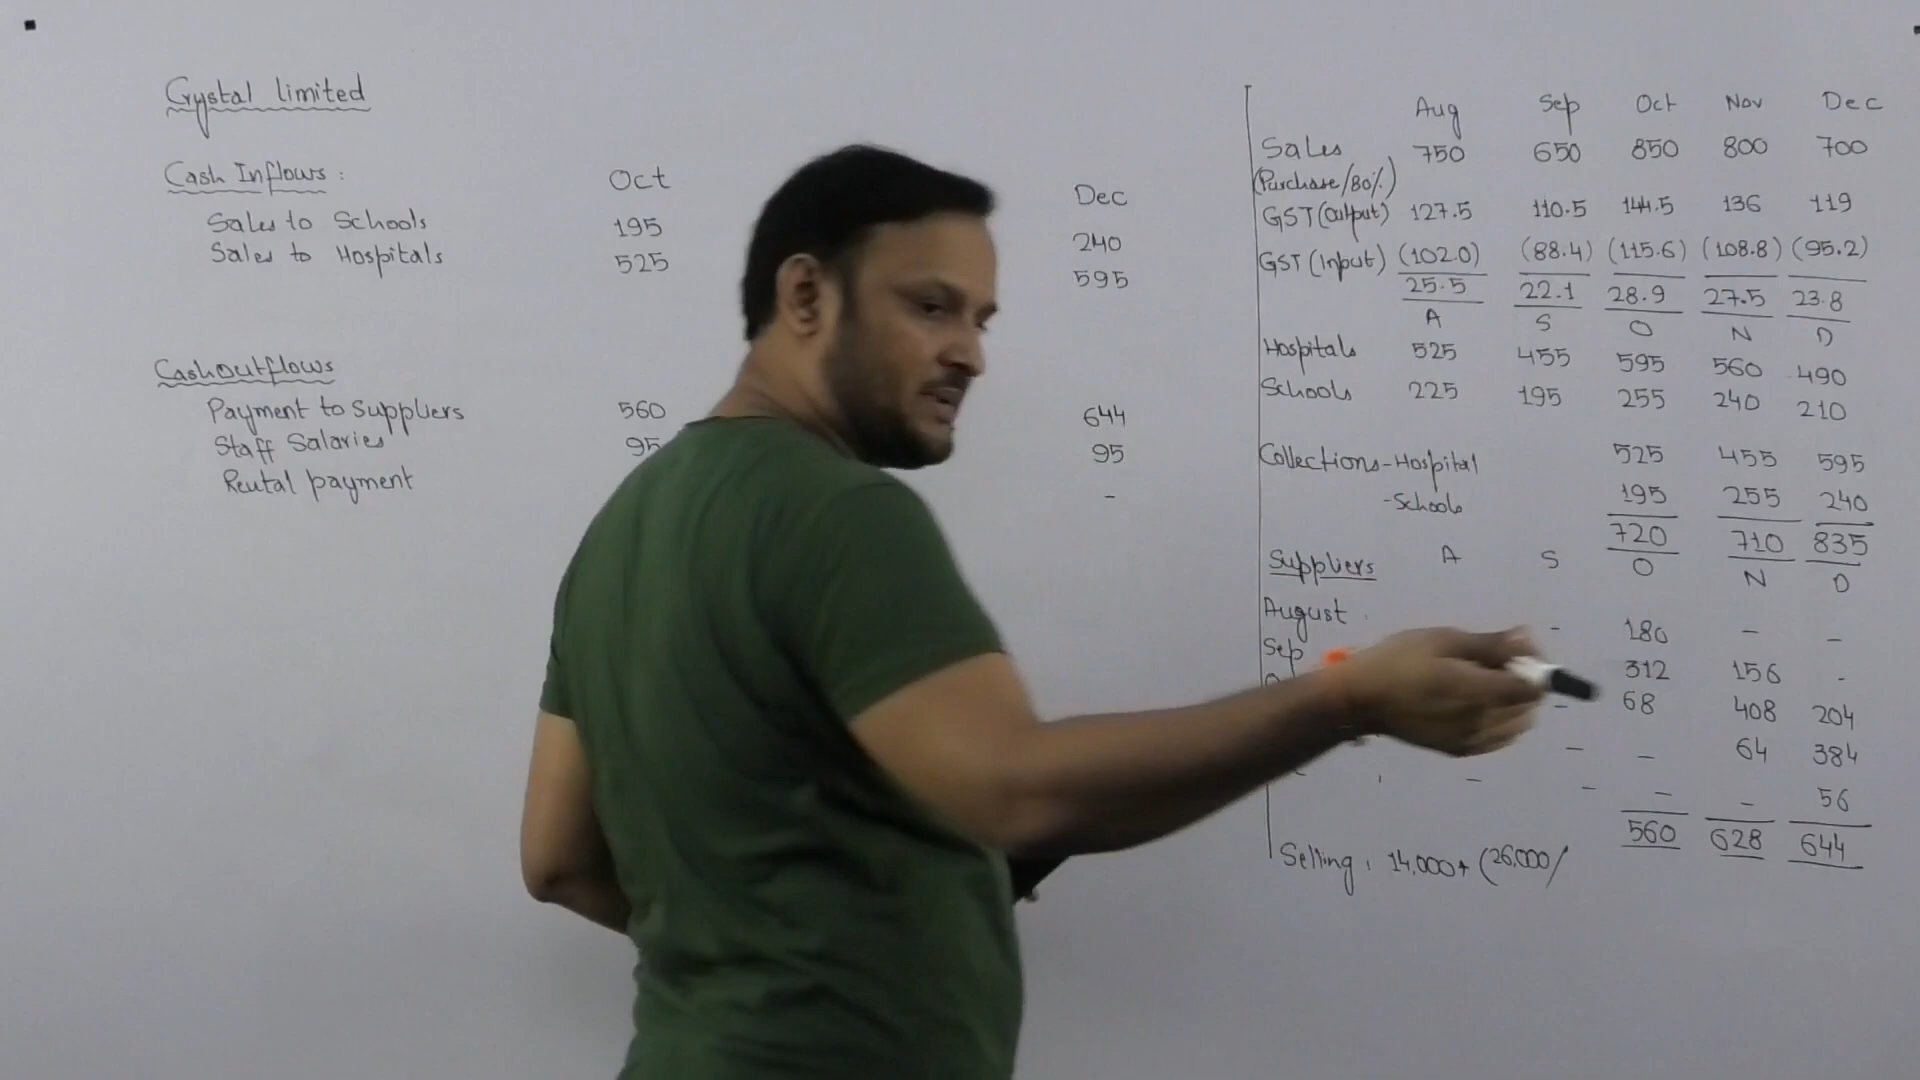 Crystal limited
Cash Inflows :
Oct
Dec
Sales to Schools 195 240
Sales to Hospitals 525 595
Cash outflows
Payment to Suppliers 560 644
Staff Salaries 95 95
Rental payment -
Aug Sep Oct Nov Dec
Sales 750 650 850 800 700
(Purchase/80%)
GST (Output) 127.5 110.5 144.5 136 119
GST (Input) (102.0) (88.4) (115.6) (108.8) (95.2)
25.5 22.1 28.9 27.5 23.8
A S O N D
Hospitals 525 455 595 560 490
Schools 225 195 255 240 210
Collections - Hospital 525 455 595
- Schools 195 255 240
720 710 835
Suppliers A S O N D
August - 180 - -
Sep 312 156 -
- 68 408 204
- - 64 384
- - - - 56
560 628 644
Selling : 14,000 + (26,000/